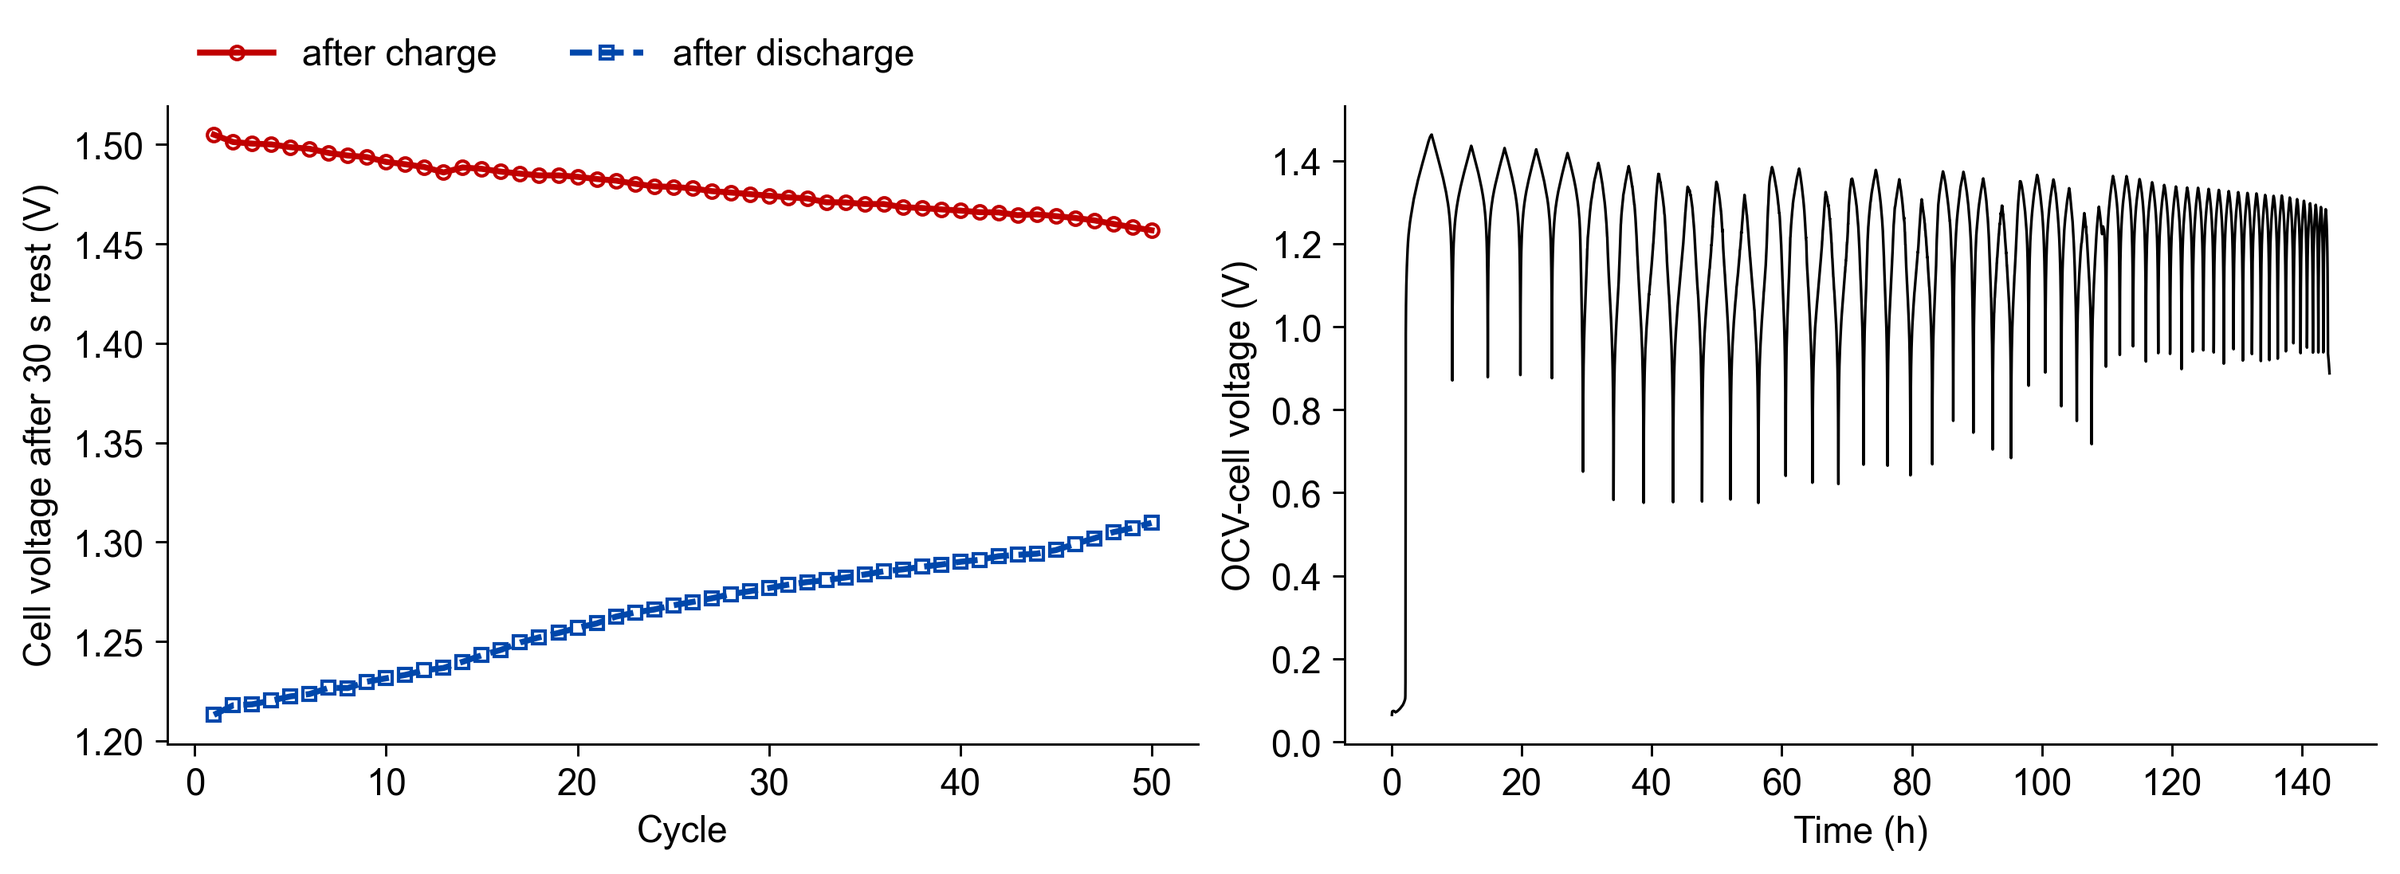 after charge
after discharge
Cell voltage after 30 s rest (V)
1.50
1.45
1.40
1.35
1.30
1.25
1.20
0 10 20 30 40 50
Cycle
OCV-cell voltage (V)
1.4
1.2
1.0
0.8
0.6
0.4
0.2
0.0
0 20 40 60 80 100 120 140
Time (h)